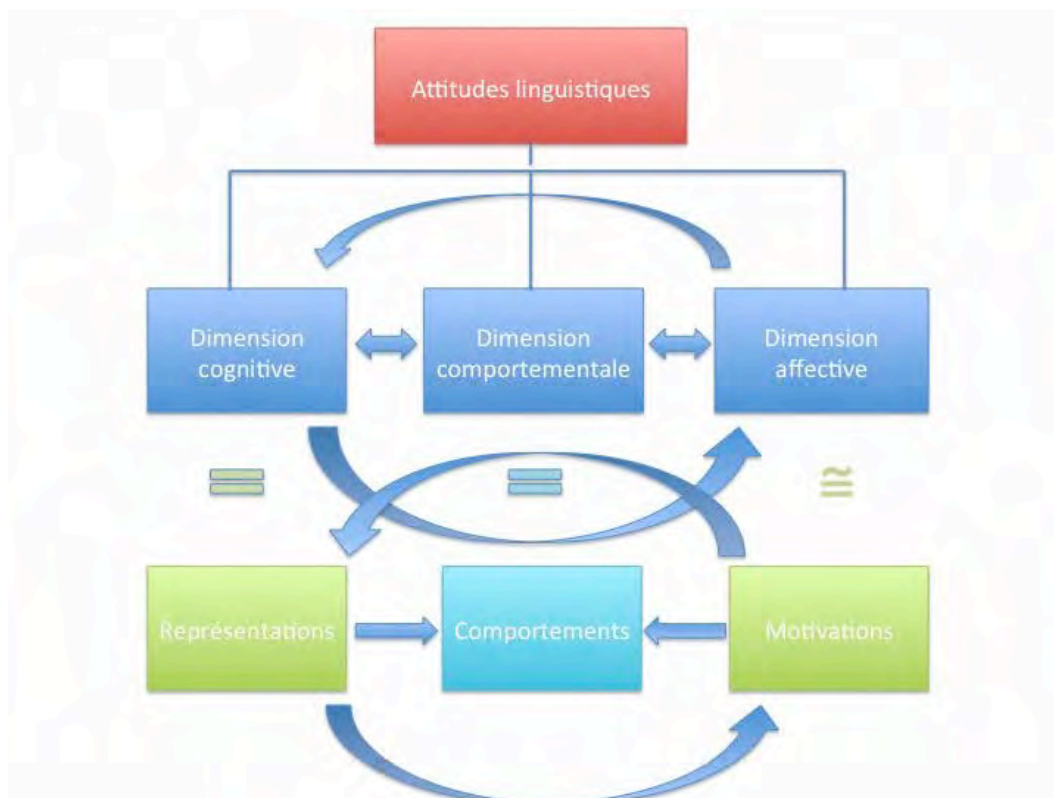 Attitudes linguistiques
Dimension
cognitive
Dimension
comportementale
Dimension
affective
=
=
≅
Représentations
Comportements
Motivations